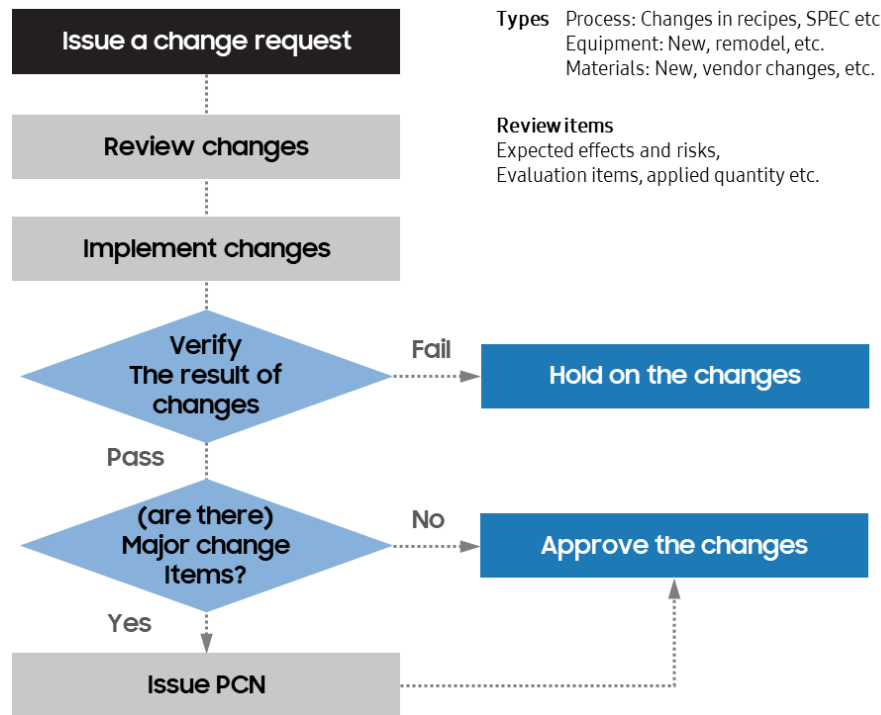 Issue a change request
Types Process: Changes in recipes, SPEC etc
Equipment: New, remodel, etc.
Materials: New, vendor changes, etc.
Review changes
Review items
Expected effects and risks,
Evaluation items, applied quantity etc.
Implement changes
Verify
The result of
changes
Fail
Hold on the changes
Pass
(are there)
Major change
Items?
No
Approve the changes
Yes
Issue PCN